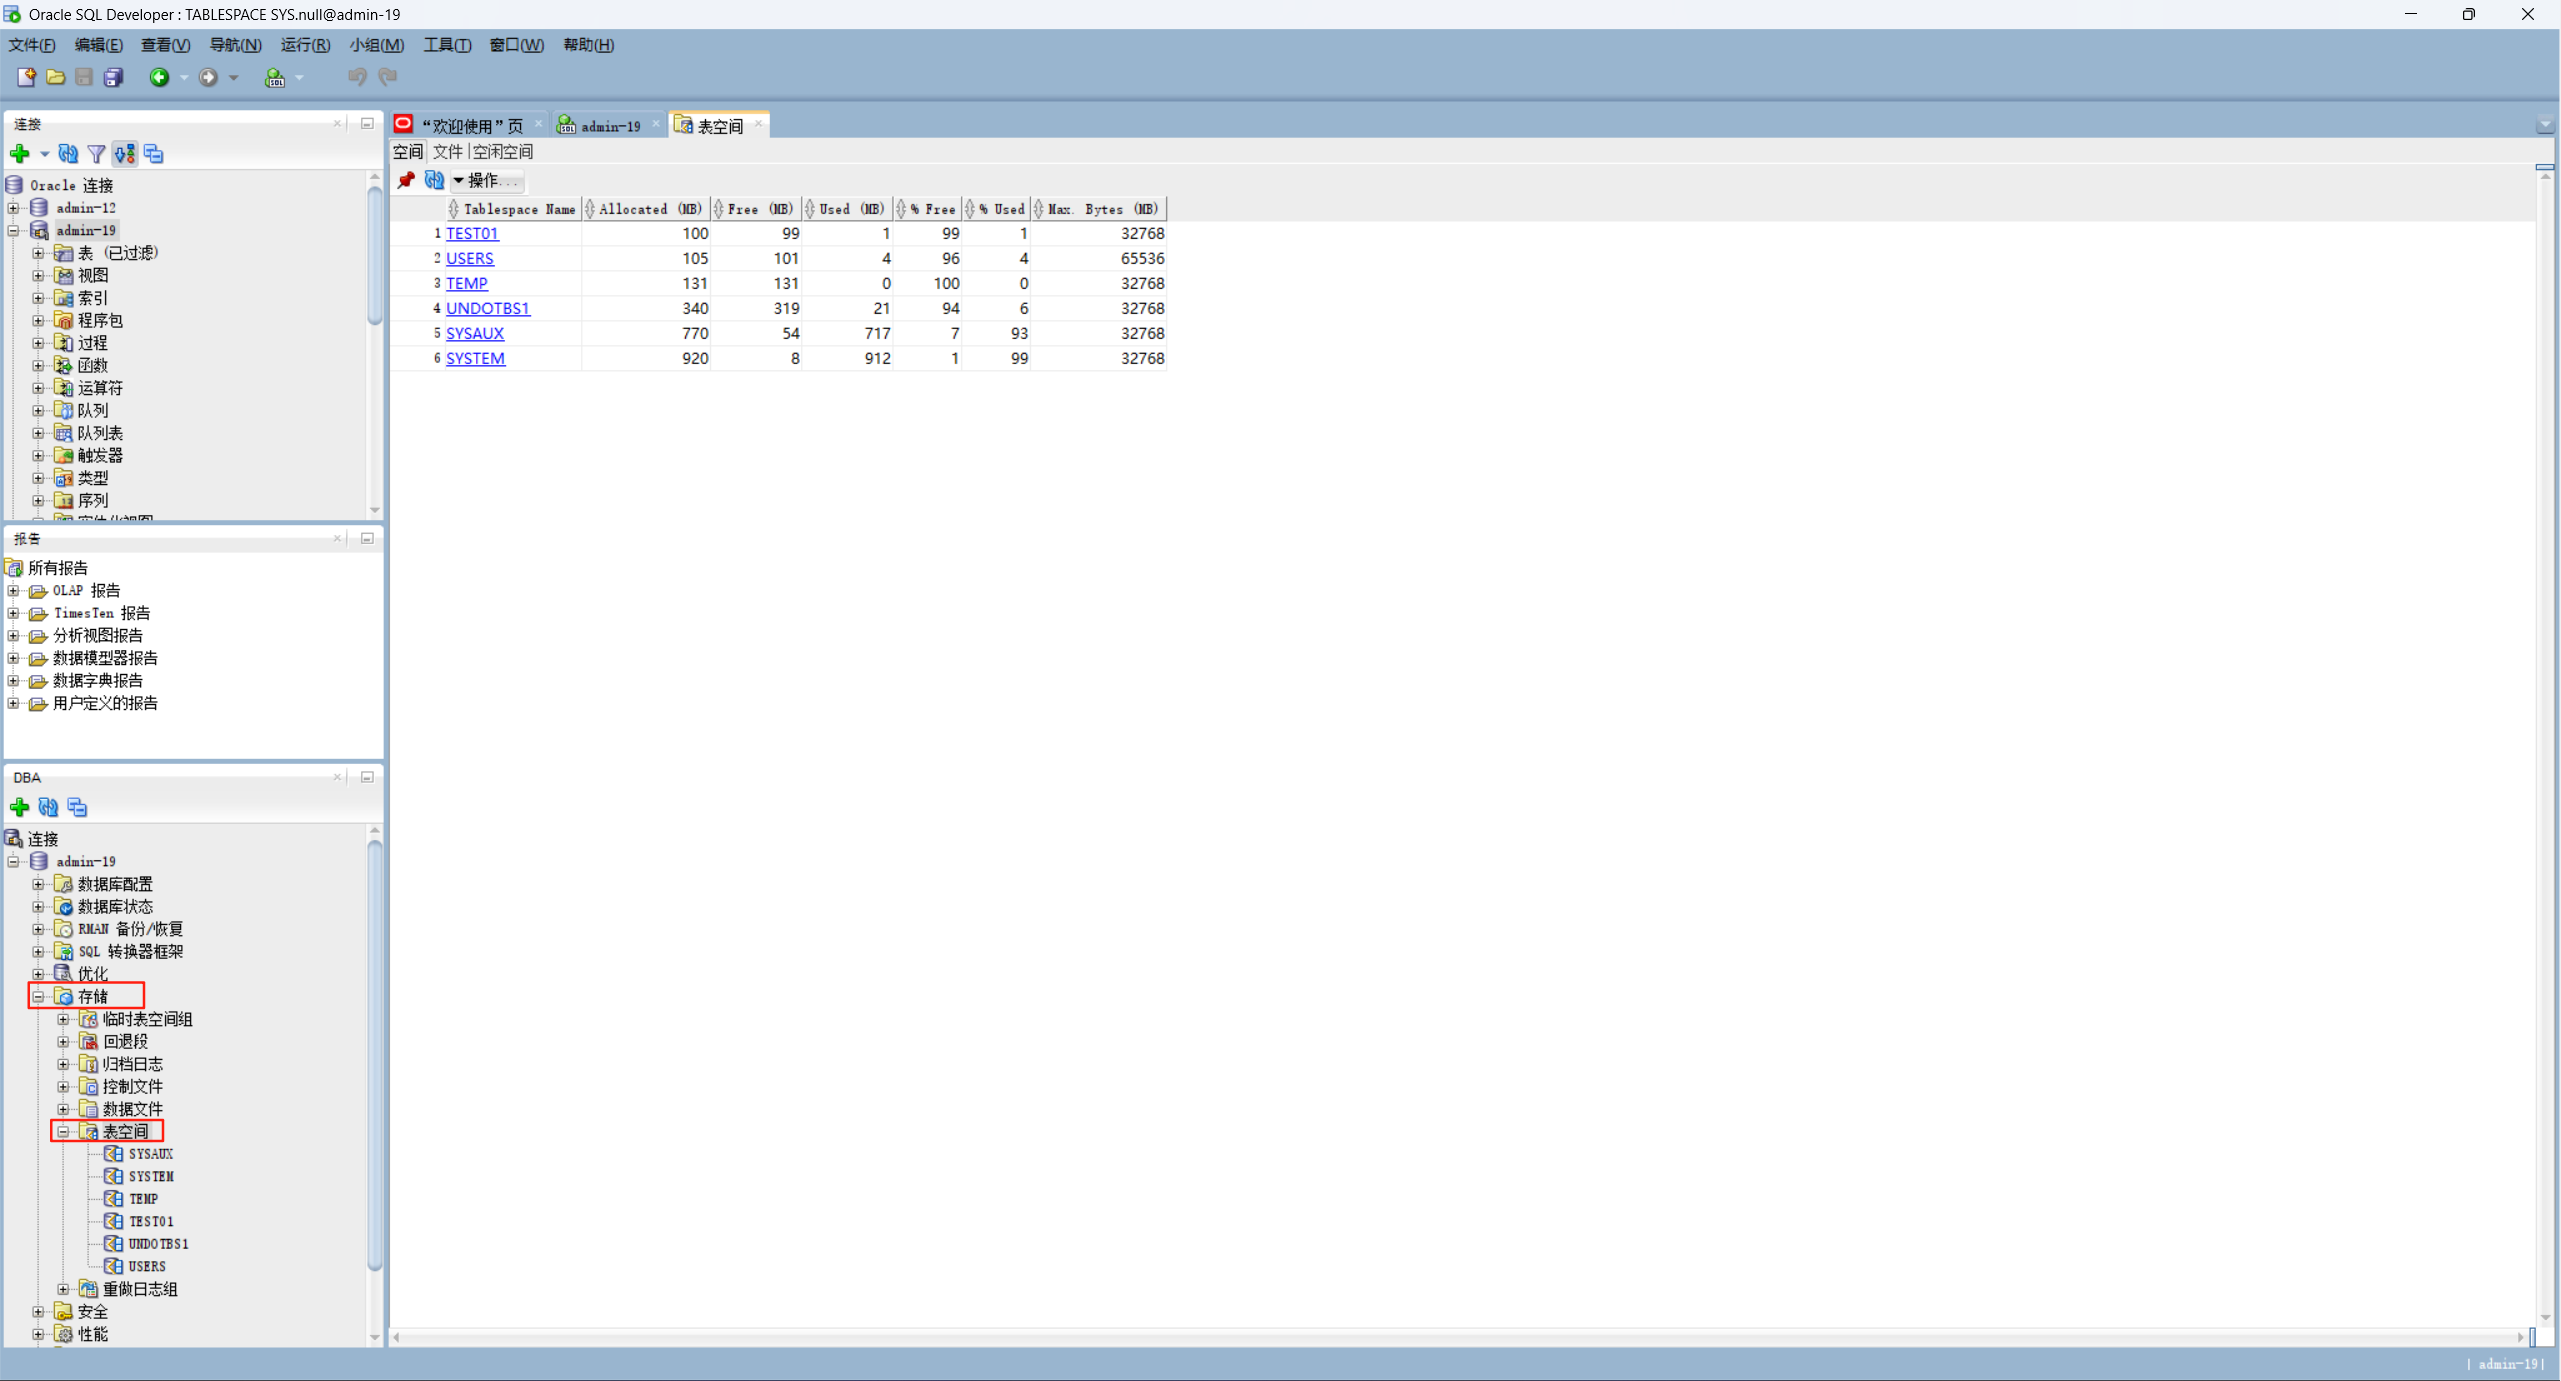 Oracle SQL Developer : TABLESPACE SYS.null@admin-19
文件(F) 编辑(E) 查看(V) 导航(N) 运行(R) 小组(M) 工具(T) 窗口(W) 帮助(H)
连接
Oracle 连接
admin-12
admin-19
表 (已过滤)
视图
索引
程序包
过程
函数
运算符
队列
队列表
触发器
类型
序列
报告
所有报告
OLAP 报告
TimesTen 报告
分析视图报告
数据模型器报告
数据字典报告
用户定义的报告
DBA
连接
admin-19
数据库配置
数据库状态
RMAN 备份/恢复
SQL 转换器框架
优化
存储
临时表空间组
回退段
归档日志
控制文件
数据文件
表空间
SYSAUX
SYSTEM
TEMP
TEST01
UNDOTBS1
USERS
重做日志组
安全
性能
“欢迎使用”页 admin-19 表空间
空间 文件 空闲空间
操作...
Tablespace Name Allocated (MB) Free (MB) Used (MB) % Free % Used Max. Bytes (MB)
1 TEST01 100 99 1 99 1 32768
2 USERS 105 101 4 96 4 65536
3 TEMP 131 131 0 100 0 32768
4 UNDOTBS1 340 319 21 94 6 32768
5 SYSAUX 770 54 717 7 93 32768
6 SYSTEM 920 8 912 1 99 32768
admin-19